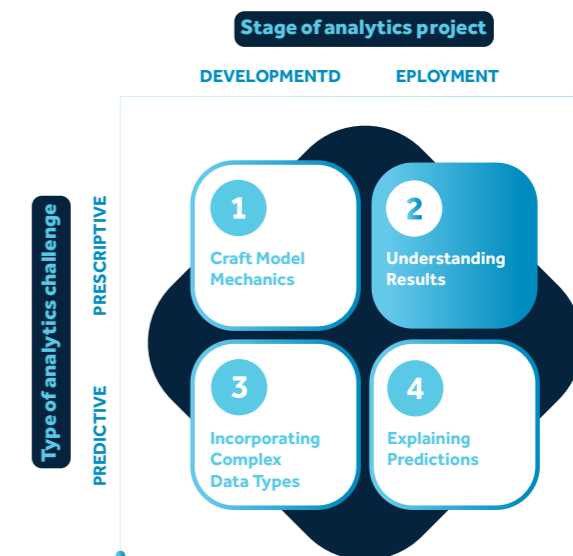 Stage of analytics project
DEVELOPMENTD EPLOYMENT
Type of analytics challenge
PRESCRIPTIVE
1
Craft Model
Mechanics
2
Understanding
Results
PREDICTIVE
3
Incorporating
Complex
Data Types
4
Explaining
Predictions